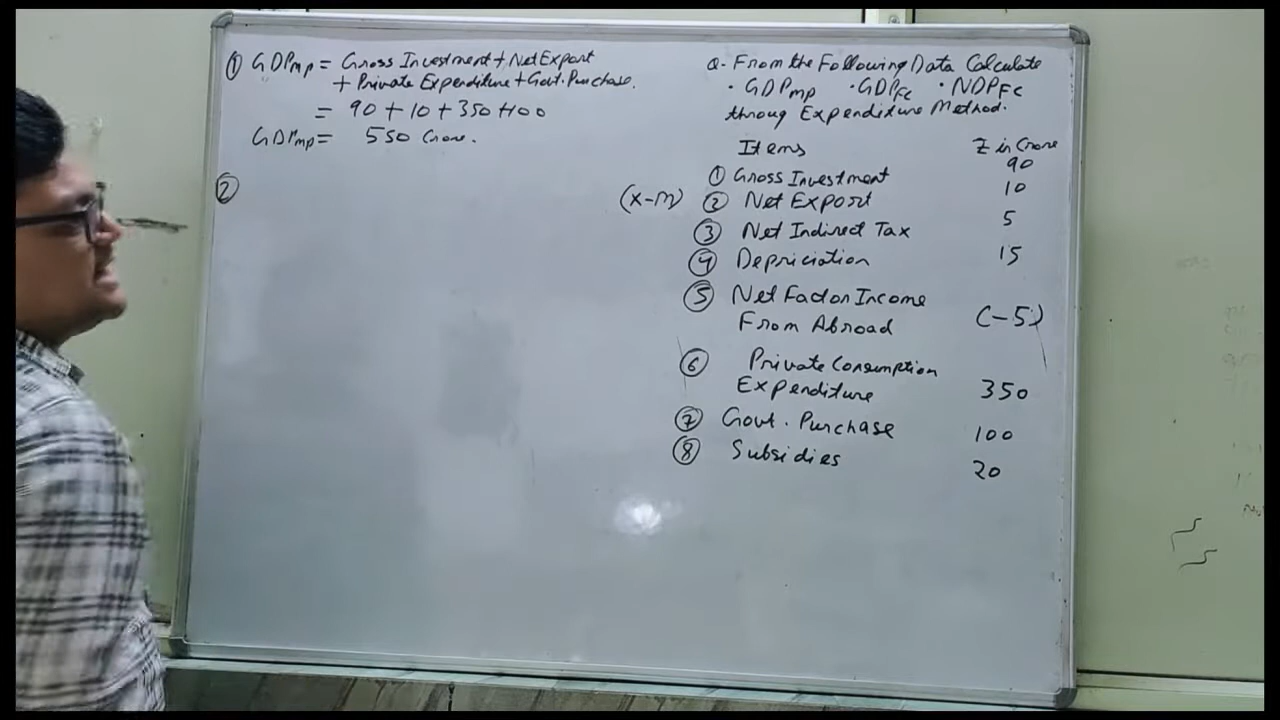 ① GDPMP = Gross Investment + Net Export
+ Private Expenditure + Govt. Purchase.
= 90 + 10 + 350 + 100
GDPMP = 550 Crore.
②
Q. From the Following Data Calculate
· GDPMP · GDPFC · NDPFC
throug Expenditure Method.
Items ₹ in Crore
① Gross Investment 90
(X-M) ② Net Export 10
③ Net Indirect Tax 5
④ Depriciation 15
⑤ Net Factor Income
From Abroad (-5)
⑥ Private Consumption
Expenditure 350
⑦ Govt. Purchase 100
⑧ Subsidies 20